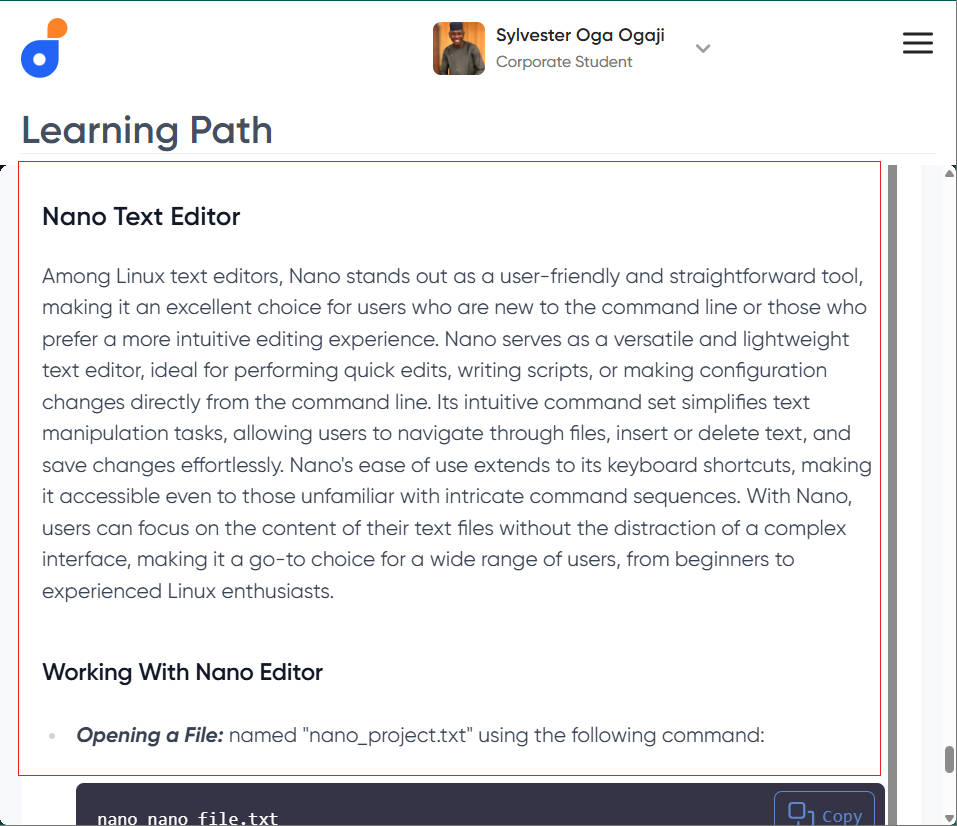 Sylvester Oga Ogaji
Corporate Student
Learning Path
Nano Text Editor
Among Linux text editors, Nano stands out as a user-friendly and straightforward tool,
making it an excellent choice for users who are new to the command line or those who
prefer a more intuitive editing experience. Nano serves as a versatile and lightweight
text editor, ideal for performing quick edits, writing scripts, or making configuration
changes directly from the command line. Its intuitive command set simplifies text
manipulation tasks, allowing users to navigate through files, insert or delete text, and
save changes effortlessly. Nano's ease of use extends to its keyboard shortcuts, making
it accessible even to those unfamiliar with intricate command sequences. With Nano,
users can focus on the content of their text files without the distraction of a complex
interface, making it a go-to choice for a wide range of users, from beginners to
experienced Linux enthusiasts.
Working With Nano Editor
Opening a File: named "nano_project.txt" using the following command:
nano nano_file.txt
Copy